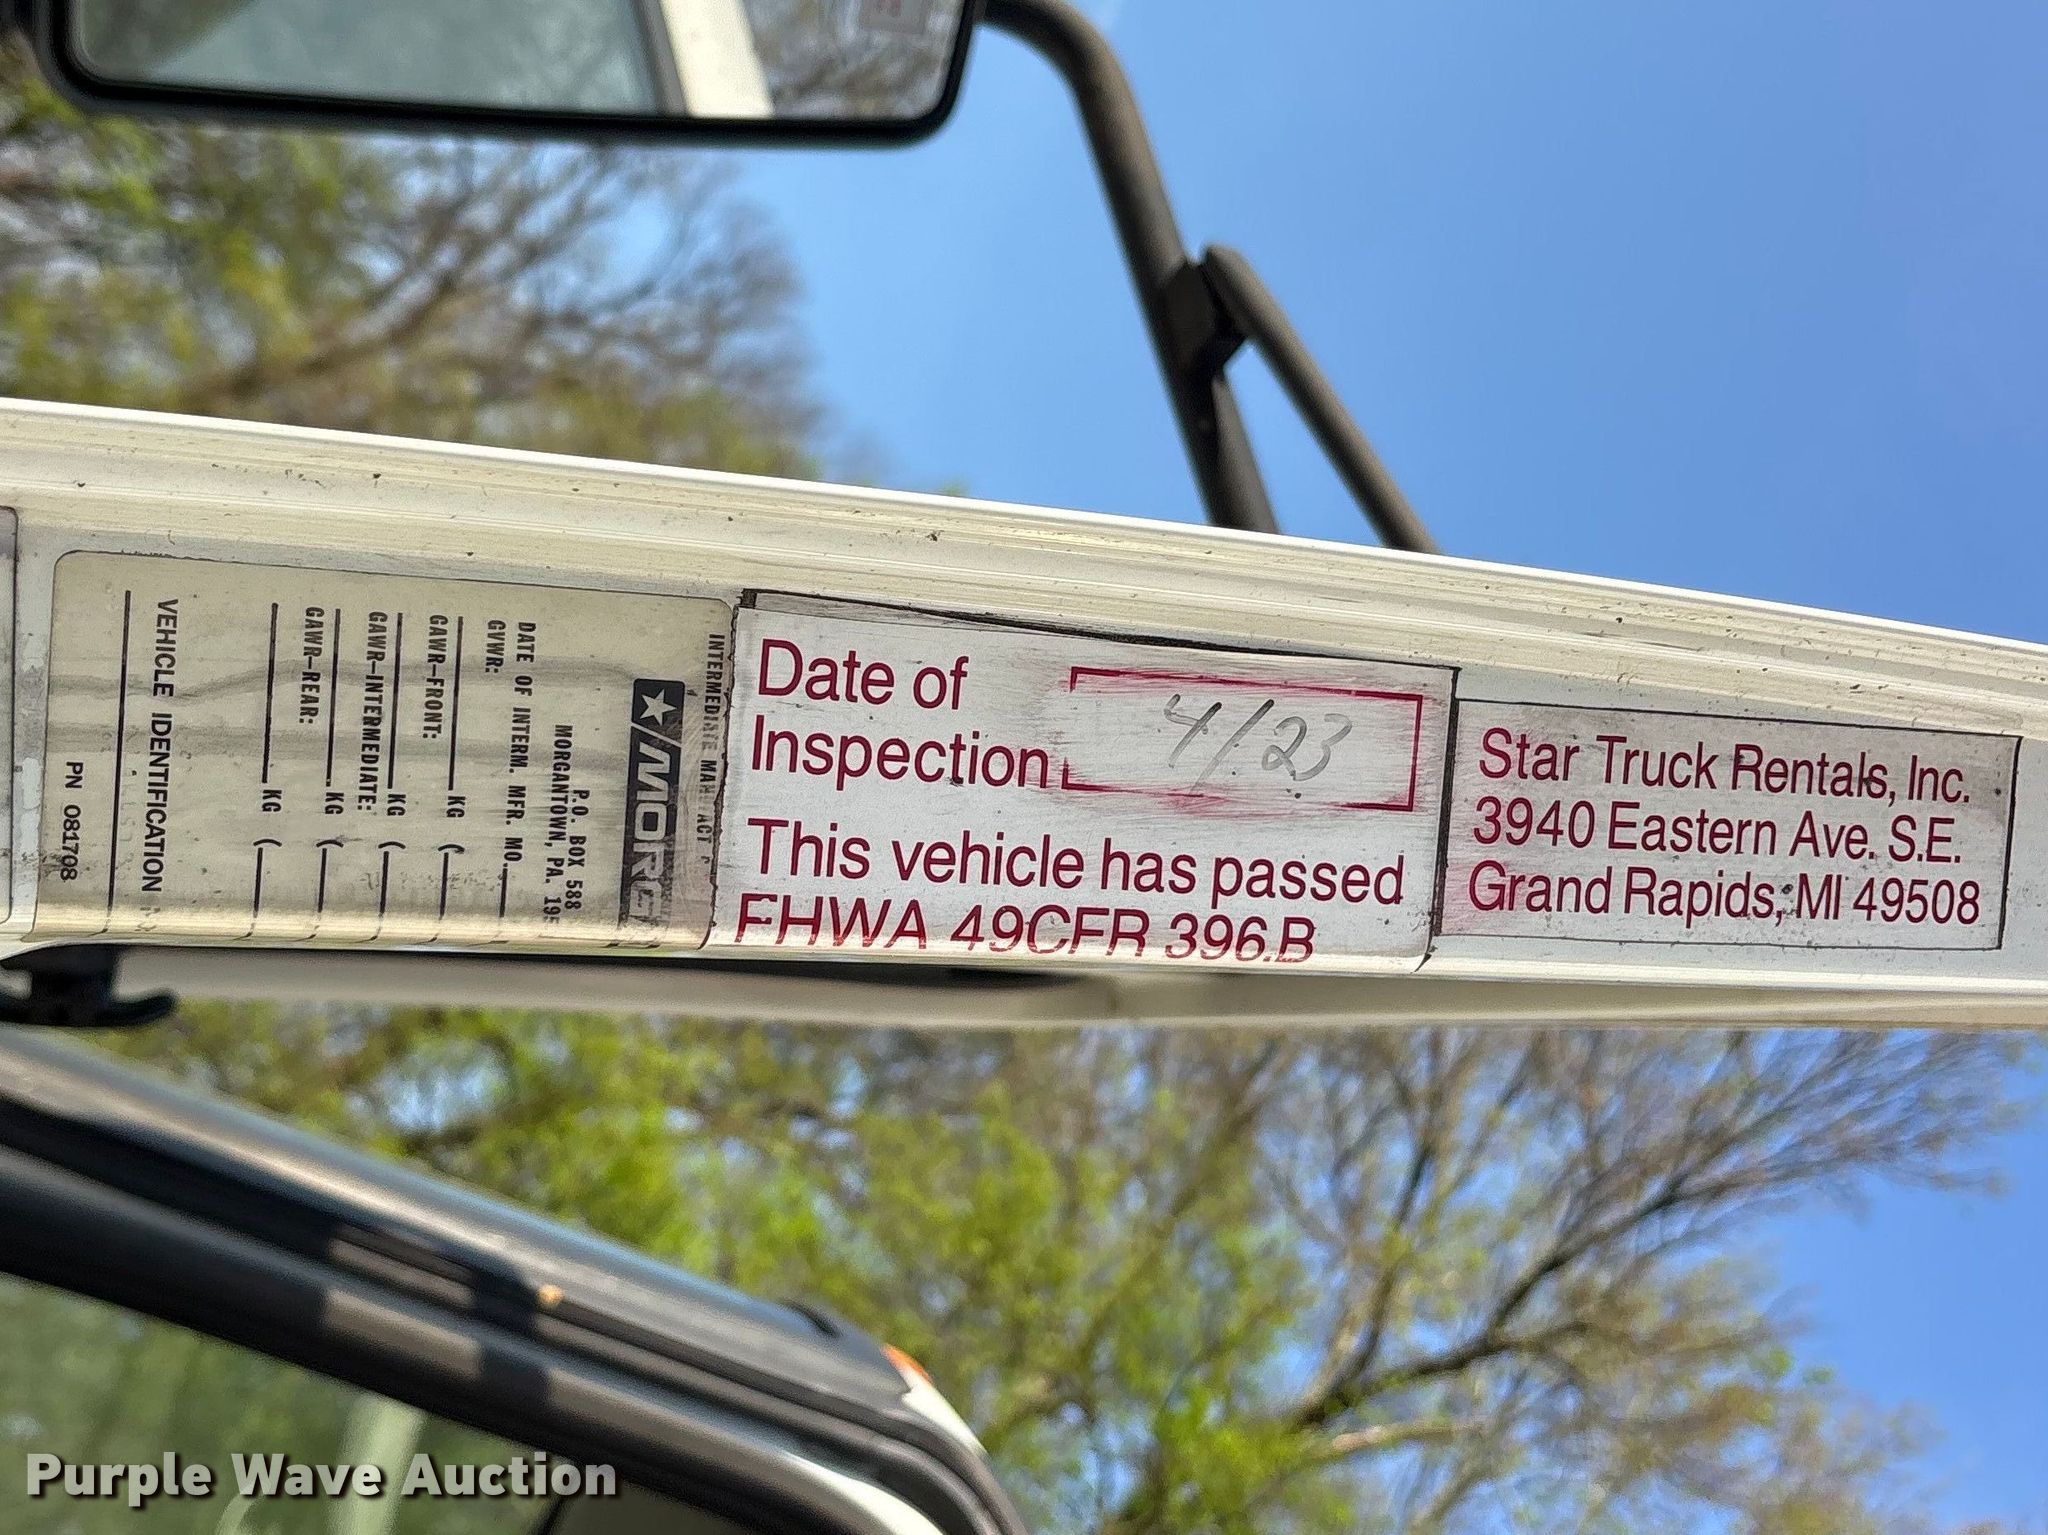 Date of
Inspection
4/23
This vehicle has passed
FHWA 49CFR 396.B
Star Truck Rentals, Inc.
3940 Eastern Ave. S.E.
Grand Rapids, MI 49508
INTERMEDIATE
P.O. BOX 588
MORGANTOWN, PA.
DATE OF INTERM. MFR. MO.
GVWR:
KG (
GAWR-FRONT:
KG (
GAWR-INTERMEDIATE:
KG (
GAWR-REAR:
KG (
VEHICLE IDENTIFICATION
PN 081708
Purple Wave Auction